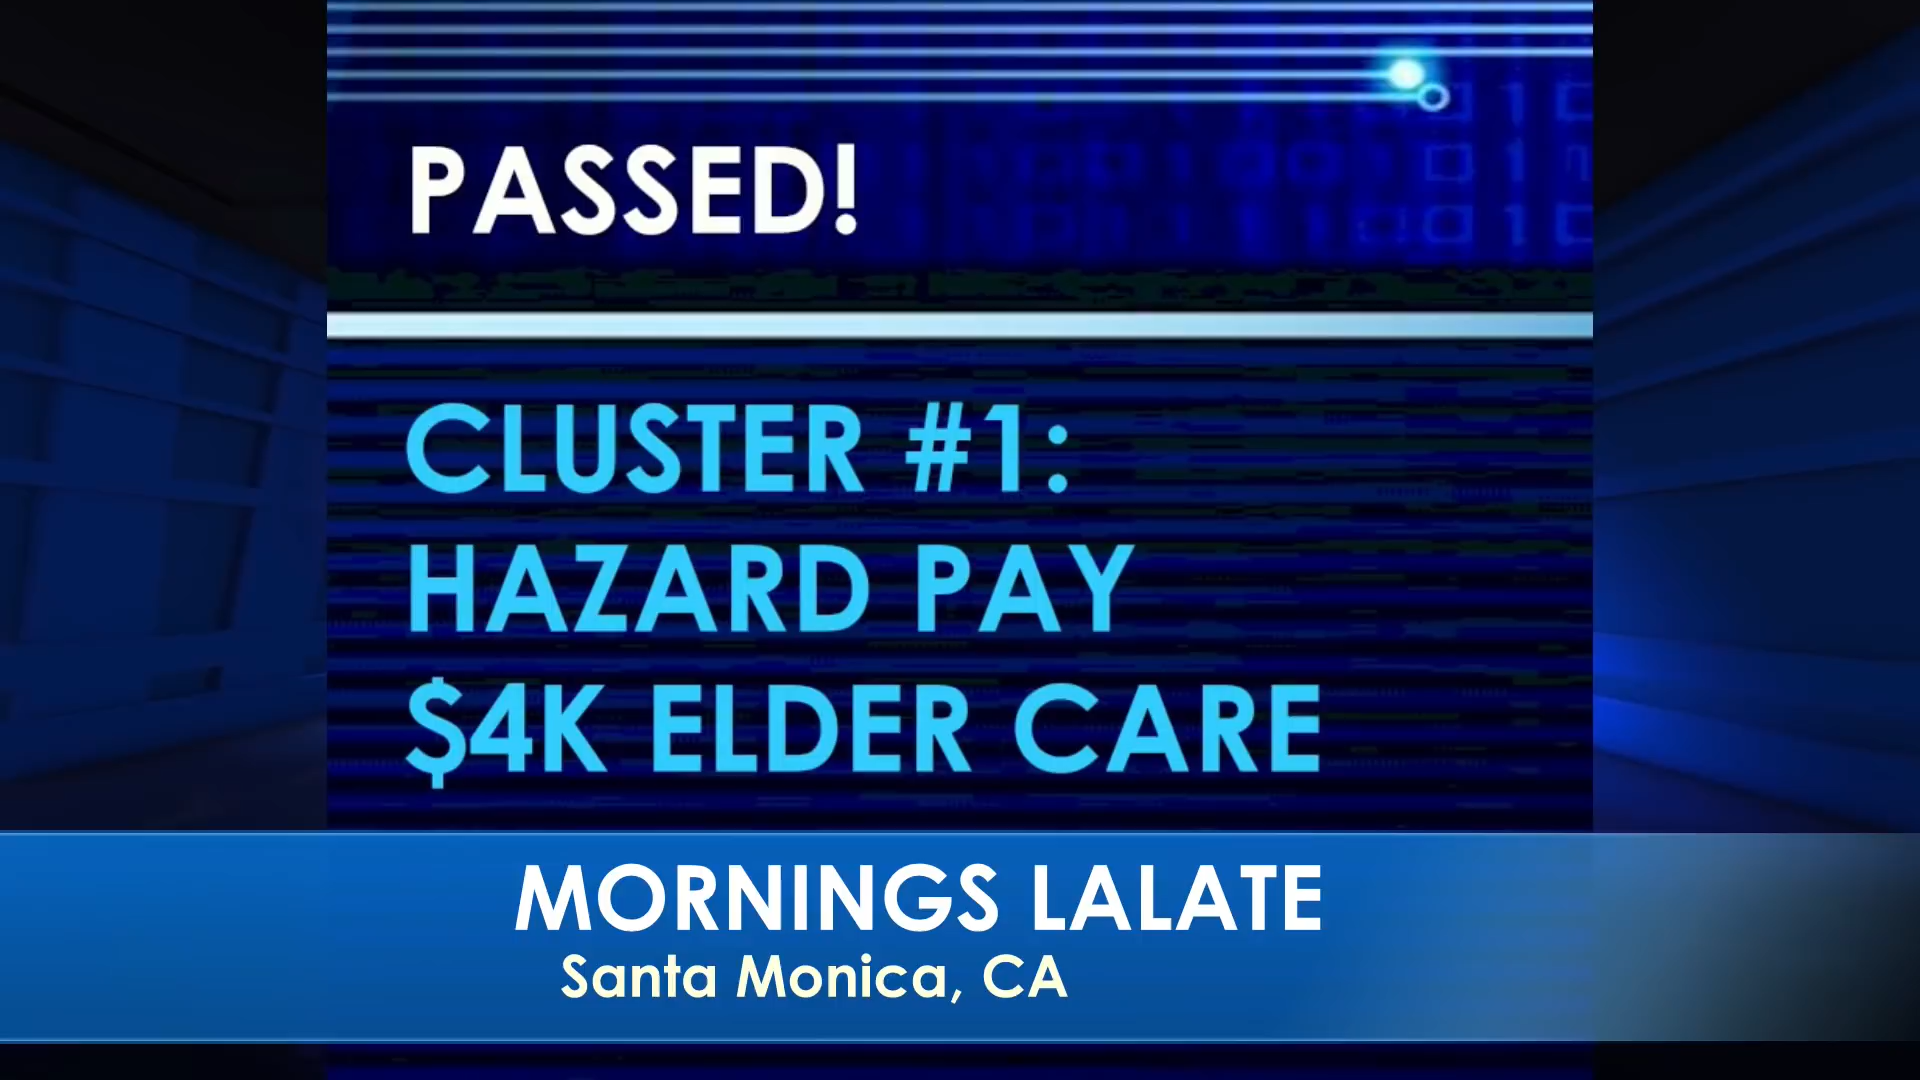 PASSED!
CLUSTER #1:
HAZARD PAY
$4K ELDER CARE
MORNINGS LALATE
Santa Monica, CA